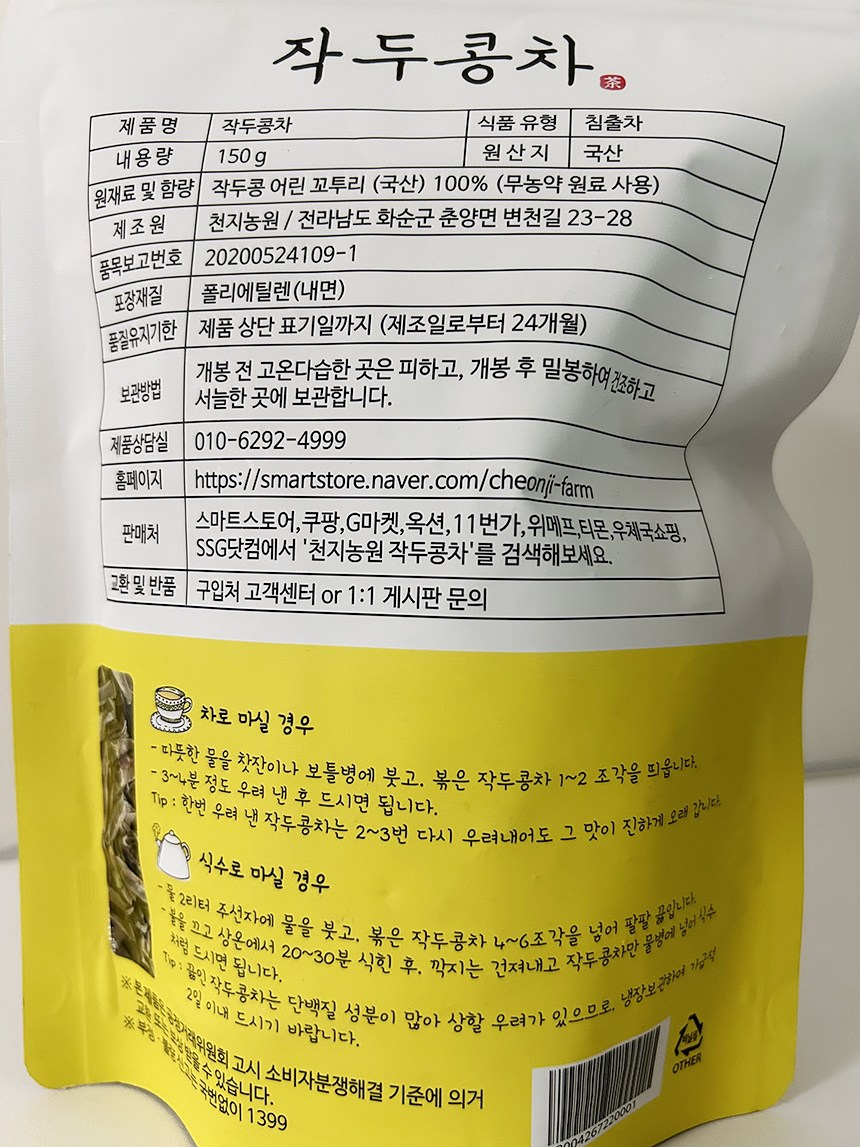 작두콩차 茶
제품명 작두콩차 식품 유형 침출차
내용량 150g 원산지 국산
원재료 및 함량 작두콩 어린 꼬투리 (국산) 100% (무농약 원료 사용)
제조원 천지농원 / 전라남도 화순군 춘양면 변천길 23-28
품목보고번호 20200524109-1
포장재질 폴리에틸렌(내면)
품질유지기한 제품 상단 표기일까지 (제조일로부터 24개월)
보관방법 개봉 전 고온다습한 곳은 피하고, 개봉 후 밀봉하여 건조하고
서늘한 곳에 보관합니다.
제품상담실 010-6292-4999
홈페이지 https://smartstore.naver.com/cheonji-farm
판매처 스마트스토어,쿠팡,G마켓,옥션,11번가,위메프,티몬,우체국쇼핑,
SSG닷컴에서 '천지농원 작두콩차'를 검색해보세요.
교환 및 반품 구입처 고객센터 or 1:1 게시판 문의
차로 마실 경우
- 따뜻한 물을 찻잔이나 보틀병에 붓고. 볶은 작두콩차 1~2 조각을 띄웁니다.
- 3~4분 정도 우려 낸 후 드시면 됩니다.
Tip : 한번 우려 낸 작두콩차는 2~3번 다시 우려내어도 그 맛이 진하게 오래 갑니다.
식수로 마실 경우
- 물 2리터 주선자에 물을 붓고. 볶은 작두콩차 4~6조각을 넣어 팔팔 끓입니다.
- 불을 끄고 상온에서 20~30분 식힌 후. 깍지는 건져내고 작두콩차만 물병에 넣어 식수
처럼 드시면 됩니다.
Tip : 끓인 작두콩차는 단백질 성분이 많아 상할 우려가 있으므로. 냉장보관하여 가급적
2일 이내 드시기 바랍니다.
※ 본 제품은 공정거래위원회 고시 소비자분쟁해결 기준에 의거
교환 또는 보상 받을 수 있습니다.
※ 부정·불량식품 신고는 국번없이 1399
비닐류
OTHER
004267220001